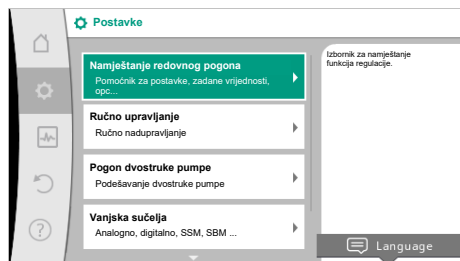 Postavke
Namještanje redovnog pogona
Pomoćnik za postavke, zadane vrijednosti,
opc...
Ručno upravljanje
Ručno nadupravljanje
Pogon dvostruke pumpe
Podešavanje dvostruke pumpe
Vanjska sučelja
Analogno, digitalno, SSM, SBM ...
Izbornik za namještanje
funkcija regulacije.
Language